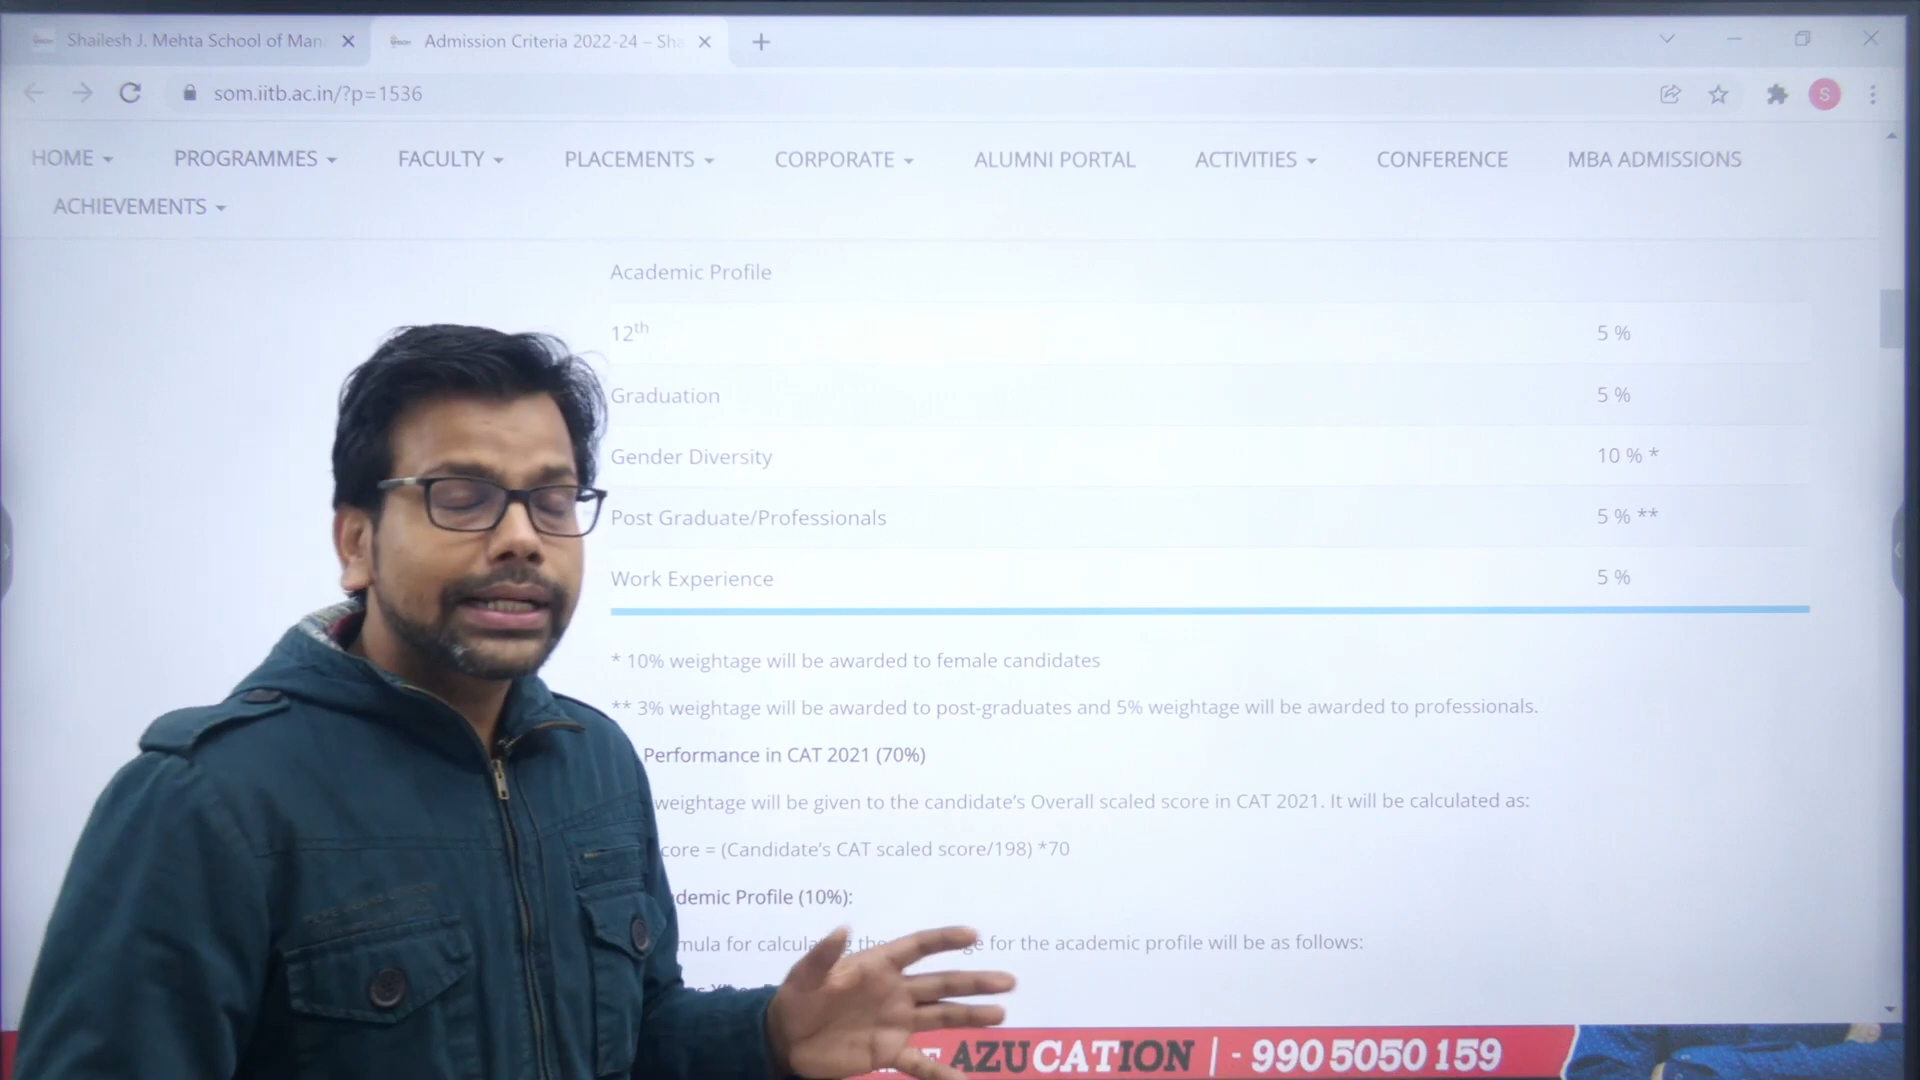 Shailesh J. Mehta School of Man
Admission Criteria 2022-24 – Sha
som.iitb.ac.in/?p=1536
S
HOME PROGRAMMES FACULTY PLACEMENTS CORPORATE ALUMNI PORTAL ACTIVITIES CONFERENCE MBA ADMISSIONS
ACHIEVEMENTS
Academic Profile
12th 5 %
Graduation 5 %
Gender Diversity 10 % *
Post Graduate/Professionals 5 % **
Work Experience 5 %
* 10% weightage will be awarded to female candidates
** 3% weightage will be awarded to post-graduates and 5% weightage will be awarded to professionals.
Performance in CAT 2021 (70%)
weightage will be given to the candidate’s Overall scaled score in CAT 2021. It will be calculated as:
core = (Candidate’s CAT scaled score/198) *70
demic Profile (10%):
mula for calculating the ge for the academic profile will be as follows:
AZUCATION | - 990 5050 159